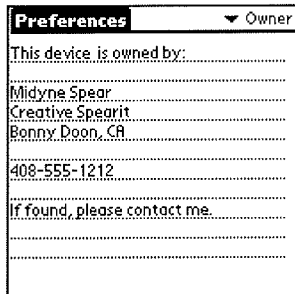 Preferences
Owner
This device is owned by:
Midyne Spear
Creative Spearit
Bonny Doon, CA
408-555-1212
If found, please contact me.